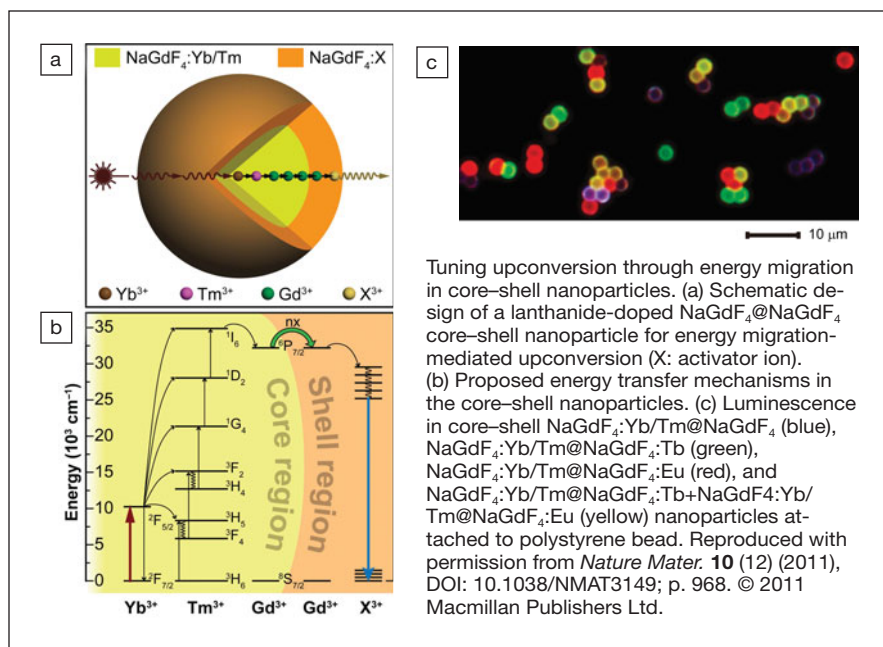 a
NaGdF₄:Yb/Tm
NaGdF₄:X
Yb³⁺
Tm³⁺
Gd³⁺
X³⁺
b
Energy (10³ cm⁻¹)
35
30
25
20
15
10
5
0
nx
¹I₆
⁶P₇/₂
¹D₂
¹G₄
³F₂
³H₄
²F₅/₂
³H₅
³F₄
²F₇/₂
³H₆
⁸S₇/₂
Core region
Shell region
Yb³⁺
Tm³⁺
Gd³⁺
Gd³⁺
X³⁺
c
10 μm
Tuning upconversion through energy migration
in core–shell nanoparticles. (a) Schematic de-
sign of a lanthanide-doped NaGdF₄@NaGdF₄
core–shell nanoparticle for energy migration-
mediated upconversion (X: activator ion).
(b) Proposed energy transfer mechanisms in
the core–shell nanoparticles. (c) Luminescence
in core–shell NaGdF₄:Yb/Tm@NaGdF₄ (blue),
NaGdF₄:Yb/Tm@NaGdF₄:Tb (green),
NaGdF₄:Yb/Tm@NaGdF₄:Eu (red), and
NaGdF₄:Yb/Tm@NaGdF₄:Tb+NaGdF4:Yb/
Tm@NaGdF₄:Eu (yellow) nanoparticles at-
tached to polystyrene bead. Reproduced with
permission from Nature Mater. 10 (12) (2011),
DOI: 10.1038/NMAT3149; p. 968. © 2011
Macmillan Publishers Ltd.